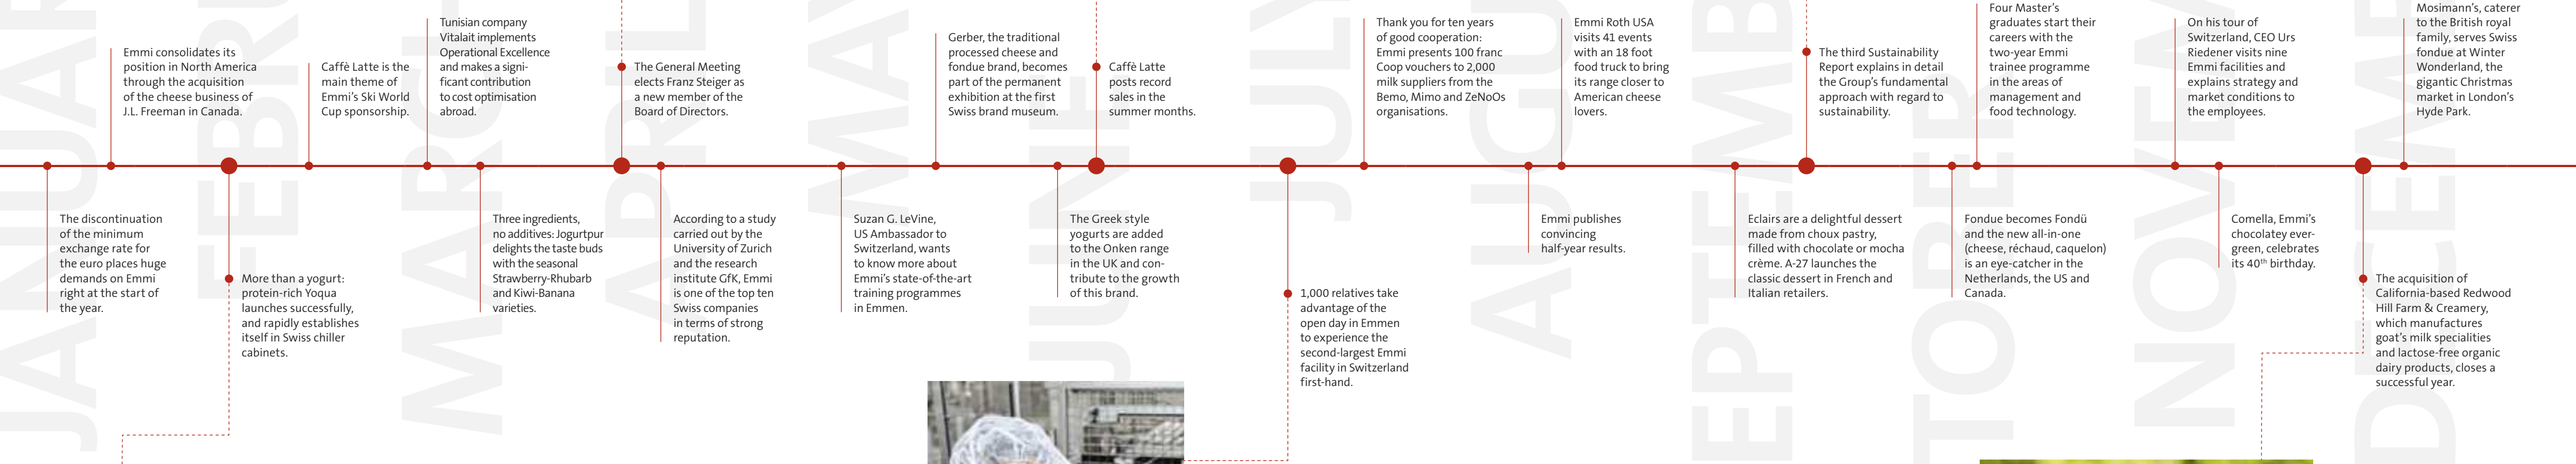 JANUAR
The discontinuation
of the minimum
exchange rate for
the euro places huge
demands on Emmi
right at the start of
the year.
Emmi consolidates its
position in North America
through the acquisition
of the cheese business of
J.L. Freeman in Canada.
FEBRU
More than a yogurt:
protein-rich Yoqua
launches successfully,
and rapidly establishes
itself in Swiss chiller
cabinets.
Caffè Latte is the
main theme of
Emmi’s Ski World
Cup sponsorship.
MARCH
Tunisian company
Vitalait implements
Operational Excellence
and makes a signi-
ficant contribution
to cost optimisation
abroad.
Three ingredients,
no additives: Jogurtpur
delights the taste buds
with the seasonal
Strawberry-Rhubarb
and Kiwi-Banana
varieties.
APRIL
The General Meeting
elects Franz Steiger as
a new member of the
Board of Directors.
According to a study
carried out by the
University of Zurich
and the research
institute GfK, Emmi
is one of the top ten
Swiss companies
in terms of strong
reputation.
MAY
Suzan G. LeVine,
US Ambassador to
Switzerland, wants
to know more about
Emmi’s state-of-the-art
training programmes
in Emmen.
Gerber, the traditional
processed cheese and
fondue brand, becomes
part of the permanent
exhibition at the first
Swiss brand museum.
JUNE
The Greek style
yogurts are added
to the Onken range
in the UK and con-
tribute to the growth
of this brand.
Caffè Latte
posts record
sales in the
summer months.
JULY
1,000 relatives take
advantage of the
open day in Emmen
to experience the
second-largest Emmi
facility in Switzerland
first-hand.
Thank you for ten years
of good cooperation:
Emmi presents 100 franc
Coop vouchers to 2,000
milk suppliers from the
Bemo, Mimo and ZeNoOs
organisations.
AUGU
Emmi publishes
convincing
half-year results.
Emmi Roth USA
visits 41 events
with an 18 foot
food truck to bring
its range closer to
American cheese
lovers.
EPTEMB
Eclairs are a delightful dessert
made from choux pastry,
filled with chocolate or mocha
crème. A-27 launches the
classic dessert in French and
Italian retailers.
The third Sustainability
Report explains in detail
the Group’s fundamental
approach with regard to
sustainability.
TOBER
Fondue becomes Fondü
and the new all-in-one
(cheese, réchaud, caquelon)
is an eye-catcher in the
Netherlands, the US and
Canada.
Four Master’s
graduates start their
careers with the
two-year Emmi
trainee programme
in the areas of
management and
food technology.
NOVEM
On his tour of
Switzerland, CEO Urs
Riedener visits nine
Emmi facilities and
explains strategy and
market conditions to
the employees.
Comella, Emmi’s
chocolatey ever-
green, celebrates
its 40th birthday.
DECEM
The acquisition of
California-based Redwood
Hill Farm & Creamery,
which manufactures
goat’s milk specialities
and lactose-free organic
dairy products, closes a
successful year.
Mosimann’s, caterer
to the British royal
family, serves Swiss
fondue at Winter
Wonderland, the
gigantic Christmas
market in London’s
Hyde Park.